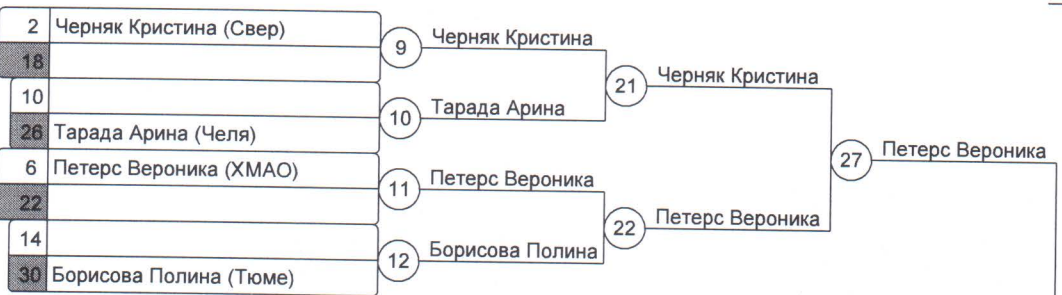 2 Черняк Кристина (Свер)
18
9
Черняк Кристина
10
26 Тарада Арина (Челя)
10
Тарада Арина
21
Черняк Кристина
6 Петерс Вероника (ХМАО)
22
11
Петерс Вероника
14
30 Борисова Полина (Тюме)
12
Борисова Полина
22
Петерс Вероника
27
Петерс Вероника